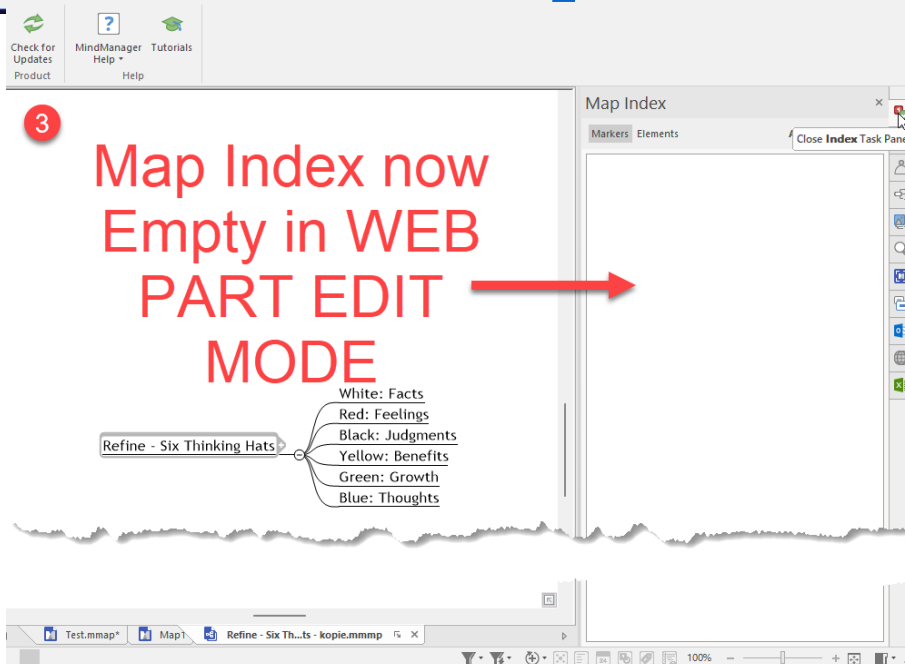 Check for Updates
MindManager Help
Tutorials
Product
Help
3
Map Index now
Empty in WEB
PART EDIT
MODE
White: Facts
Red: Feelings
Black: Judgments
Yellow: Benefits
Green: Growth
Blue: Thoughts
Refine - Six Thinking Hats
Map Index
Markers Elements
Close Index Task Pane
Test.mmap*
Map1
Refine - Six Th...ts - kopie.mmmp
100%